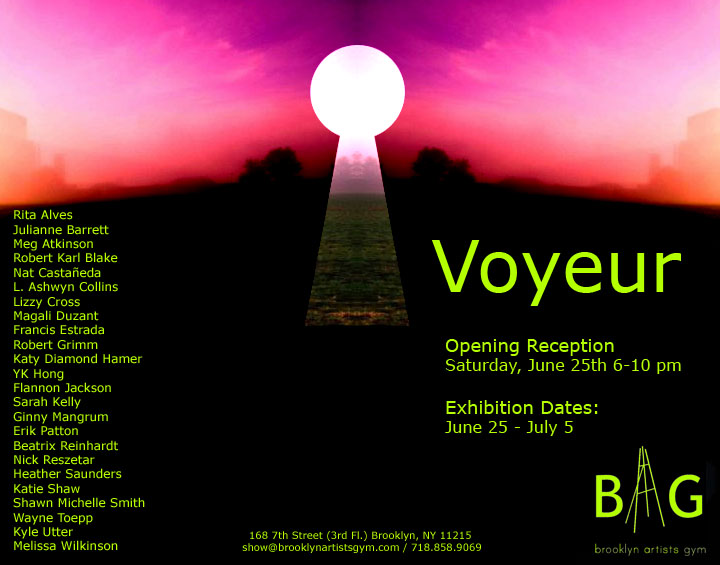 Rita Alves
Julianne Barrett
Meg Atkinson
Robert Karl Blake
Nat Castañeda
L. Ashwyn Collins
Lizzy Cross
Magali Duzant
Francis Estrada
Robert Grimm
Katy Diamond Hamer
YK Hong
Flannon Jackson
Sarah Kelly
Ginny Mangrum
Erik Patton
Beatrix Reinhardt
Nick Reszetar
Heather Saunders
Katie Shaw
Shawn Michelle Smith
Wayne Toepp
Kyle Utter
Melissa Wilkinson
Voyeur
Opening Reception
Saturday, June 25th 6-10 pm
Exhibition Dates:
June 25 - July 5
168 7th Street (3rd Fl.) Brooklyn, NY 11215
show@brooklynartistsgym.com / 718.858.9069
BAG
brooklyn artists gym